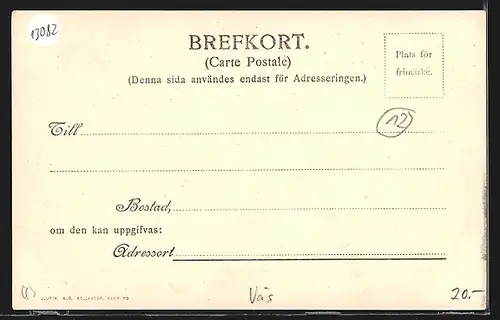 13082
BREFKORT.
(Carte Postale)
(Denna sida användes endast för Adresseringen.)
Plats för
frimärke.
12
Till
Bostad,
om den kan uppgifvas:
Adressort
Väs
20.-